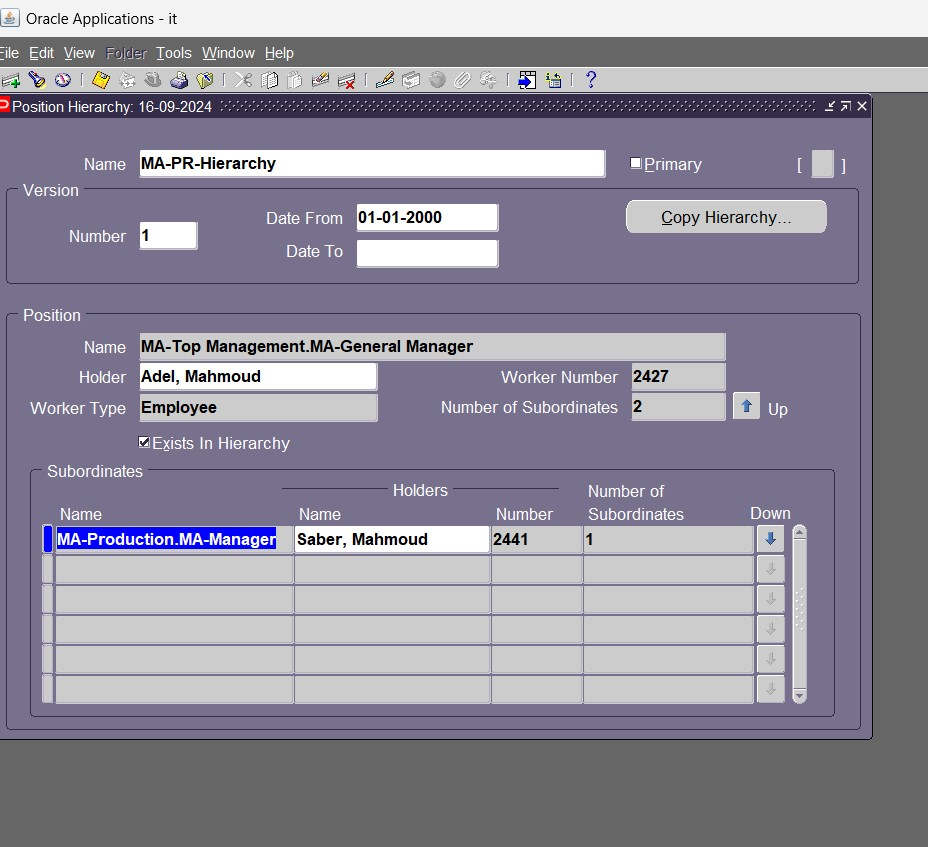 Oracle Applications - it
File Edit View Folder Tools Window Help
Position Hierarchy: 16-09-2024
Name MA-PR-Hierarchy Primary [ ]
Version
Number 1
Date From 01-01-2000
Copy Hierarchy...
Date To
Position
Name MA-Top Management.MA-General Manager
Holder Adel, Mahmoud Worker Number 2427
Worker Type Employee Number of Subordinates 2 Up
Exists In Hierarchy
Subordinates
Holders Number of
Name Name Number Subordinates Down
MA-Production.MA-Manager Saber, Mahmoud 2441 1